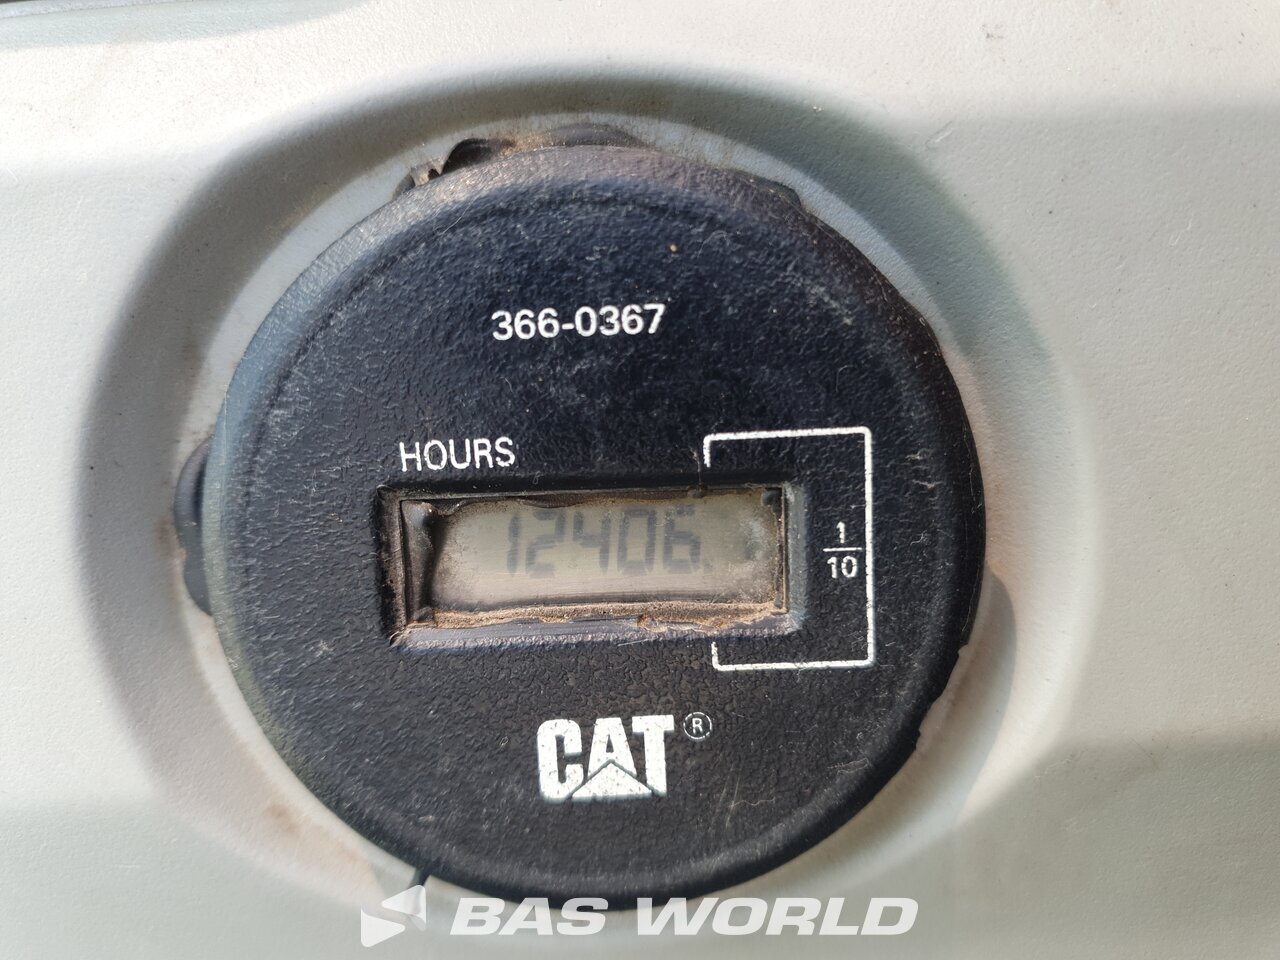 366-0367
HOURS
12406.
1/10
CAT®
BAS WORLD